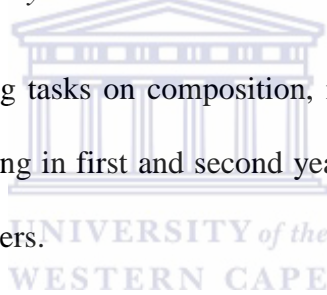 g tasks on composition,
ng in first and second yea
ers.
UNIVERSITY of the
WESTERN CAPE